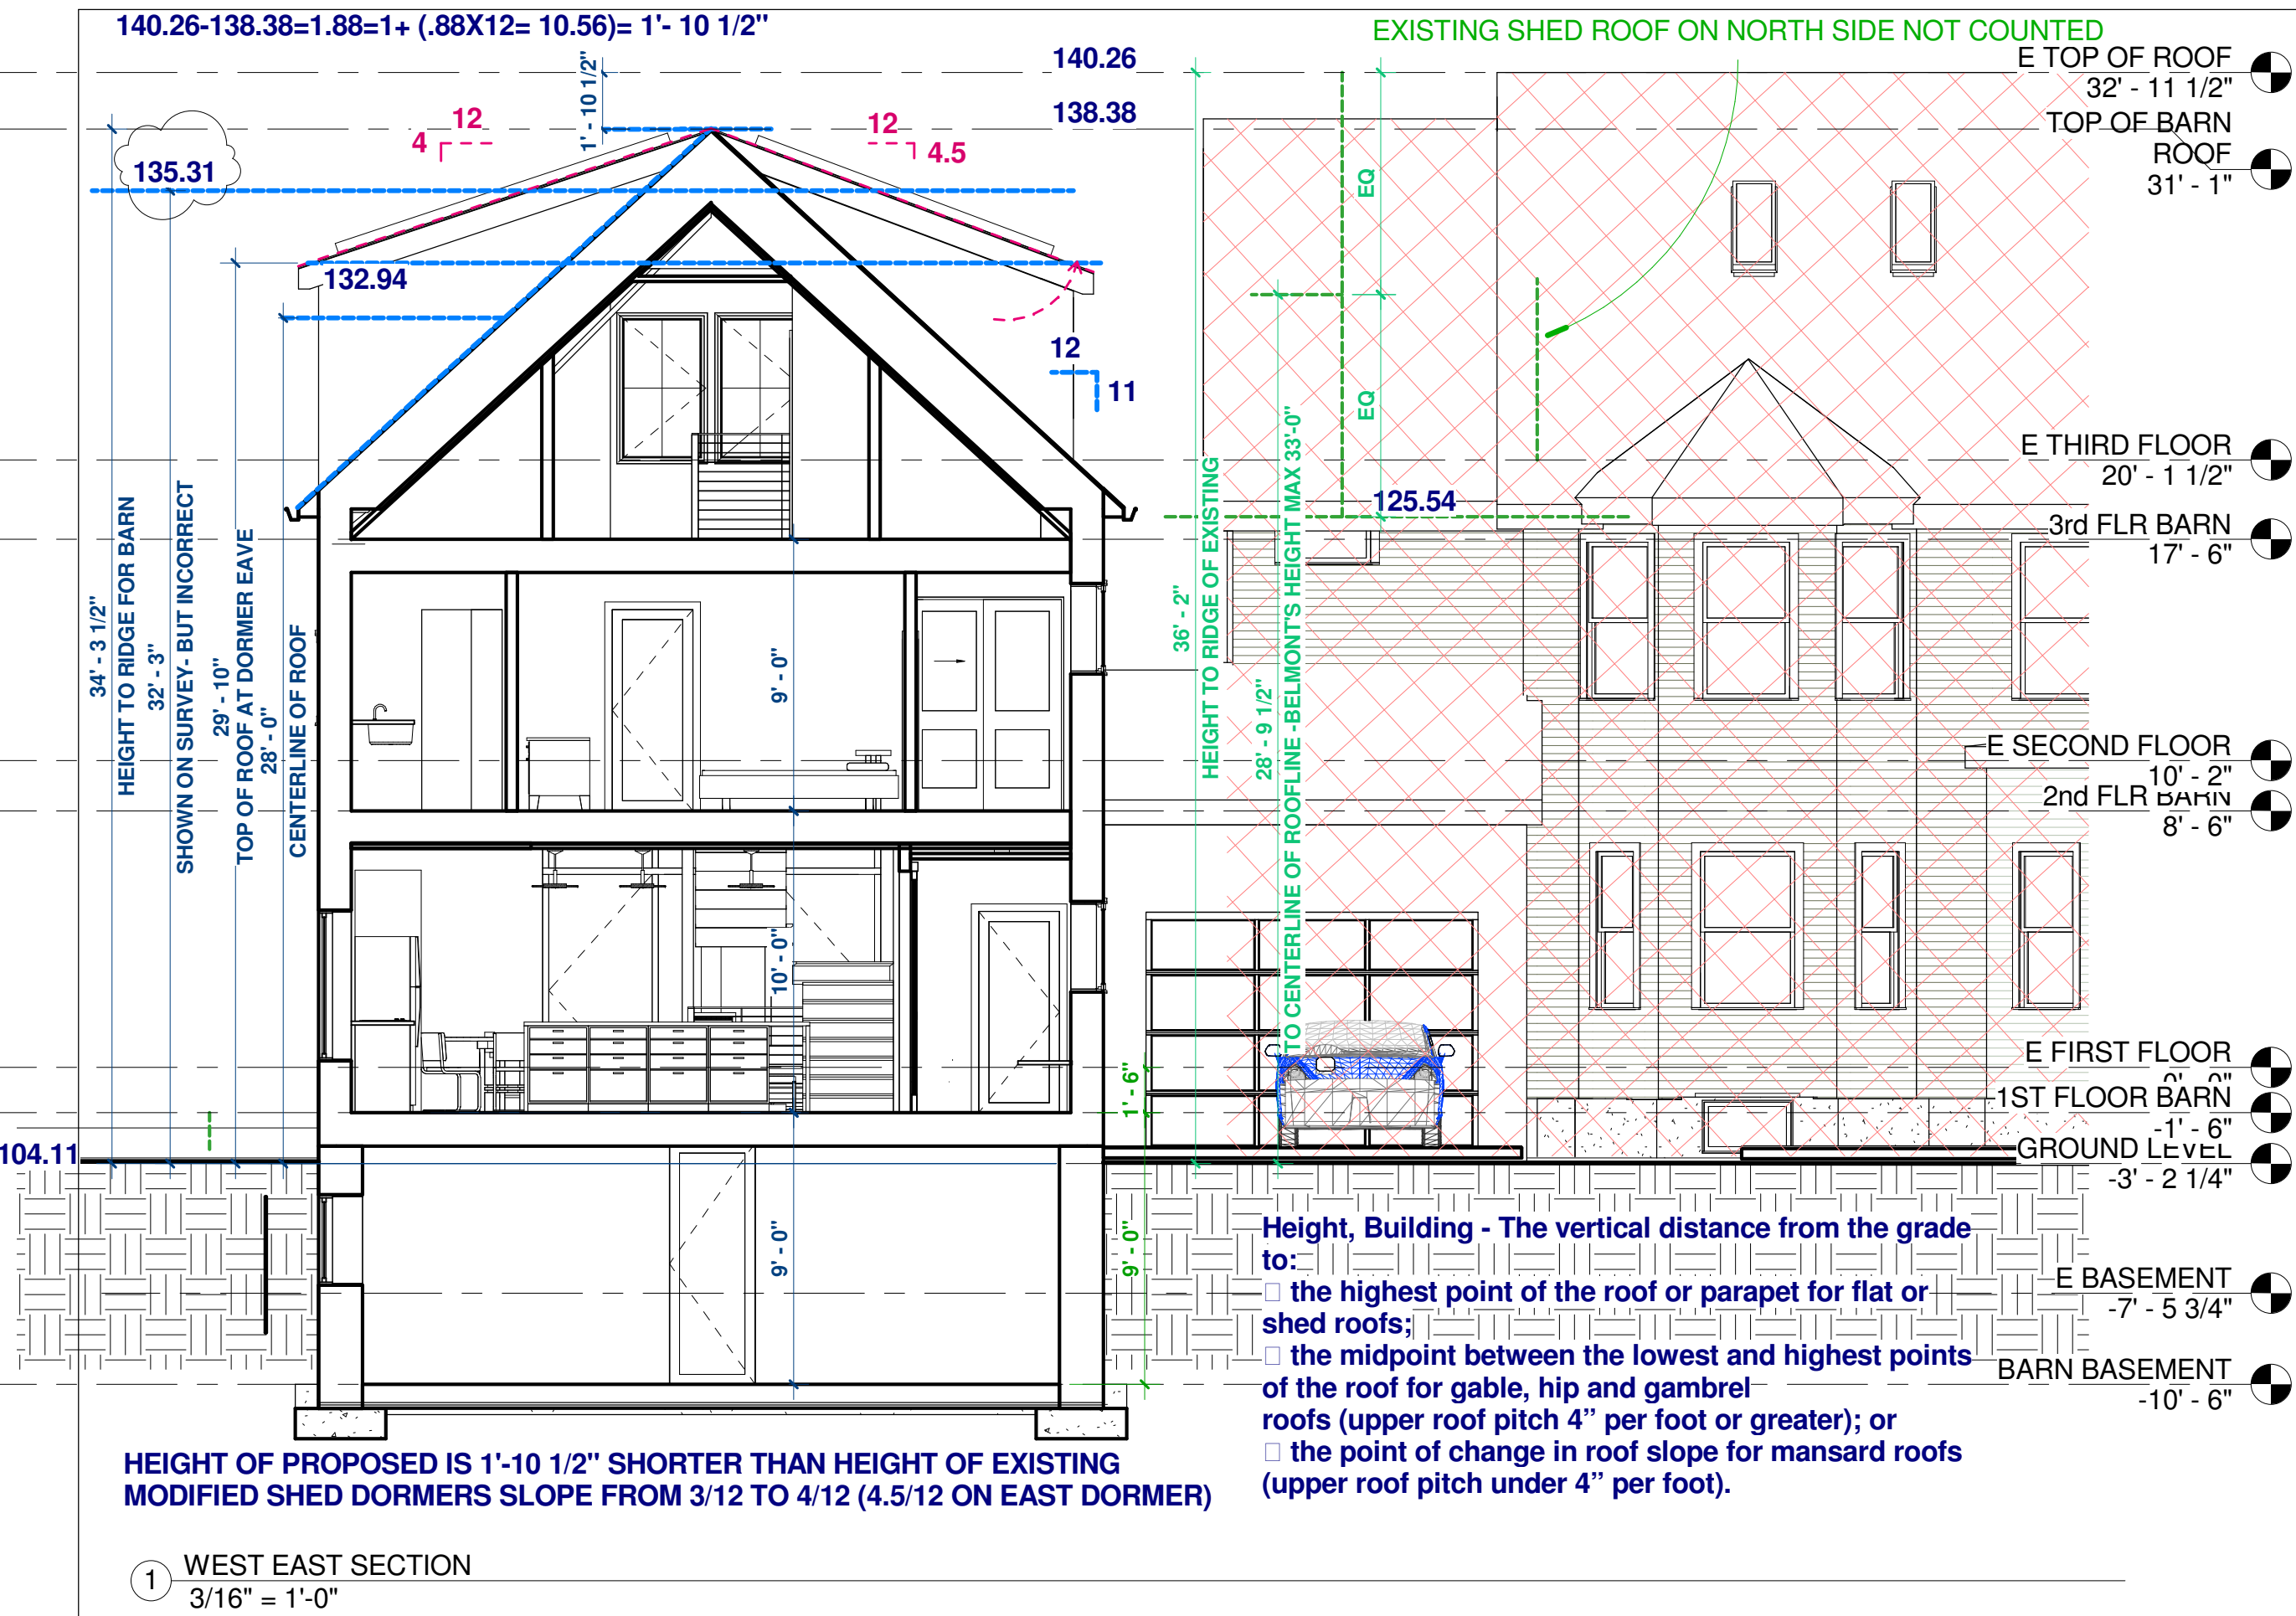 140.26-138.38=1.88=1+ (.88X12= 10.56)= 1'- 10 1/2"
EXISTING SHED ROOF ON NORTH SIDE NOT COUNTED
140.26
138.38
1' - 10 1/2"
12
4
12
4.5
135.31
132.94
12
11
EQ
EQ
125.54
104.11
34' - 3 1/2"
HEIGHT TO RIDGE FOR BARN
32' - 3"
SHOWN ON SURVEY- BUT INCORRECT
29' - 10"
TOP OF ROOF AT DORMER EAVE
28' - 0"
CENTERLINE OF ROOF
9' - 0"
10' - 0"
9' - 0"
1' - 6"
9' - 0"
36' - 2"
HEIGHT TO RIDGE OF EXISTING
28' - 9 1/2"
TO CENTERLINE OF ROOFLINE -BELMONT'S HEIGHT MAX 33'-0"
E TOP OF ROOF
32' - 11 1/2"
TOP OF BARN
ROOF
31' - 1"
E THIRD FLOOR
20' - 1 1/2"
3rd FLR BARN
17' - 6"
E SECOND FLOOR
10' - 2"
2nd FLR BARN
8' - 6"
E FIRST FLOOR
0' - 0"
1ST FLOOR BARN
-1' - 6"
GROUND LEVEL
-3' - 2 1/4"
E BASEMENT
-7' - 5 3/4"
BARN BASEMENT
-10' - 6"
Height, Building - The vertical distance from the grade
to:
□ the highest point of the roof or parapet for flat or
shed roofs;
□ the midpoint between the lowest and highest points
of the roof for gable, hip and gambrel
roofs (upper roof pitch 4” per foot or greater); or
□ the point of change in roof slope for mansard roofs
(upper roof pitch under 4” per foot).
HEIGHT OF PROPOSED IS 1'-10 1/2" SHORTER THAN HEIGHT OF EXISTING
MODIFIED SHED DORMERS SLOPE FROM 3/12 TO 4/12 (4.5/12 ON EAST DORMER)
1
WEST EAST SECTION
3/16" = 1'-0"